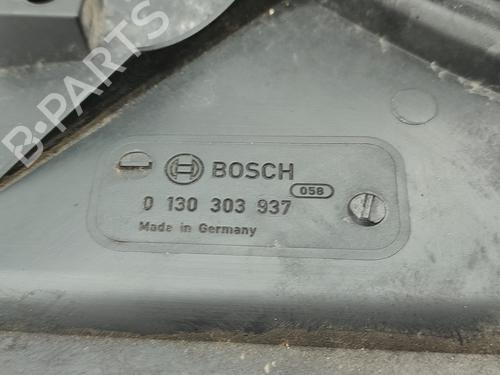 B-PARTS
BOSCH
058
0 130 303 937
Made in Germany